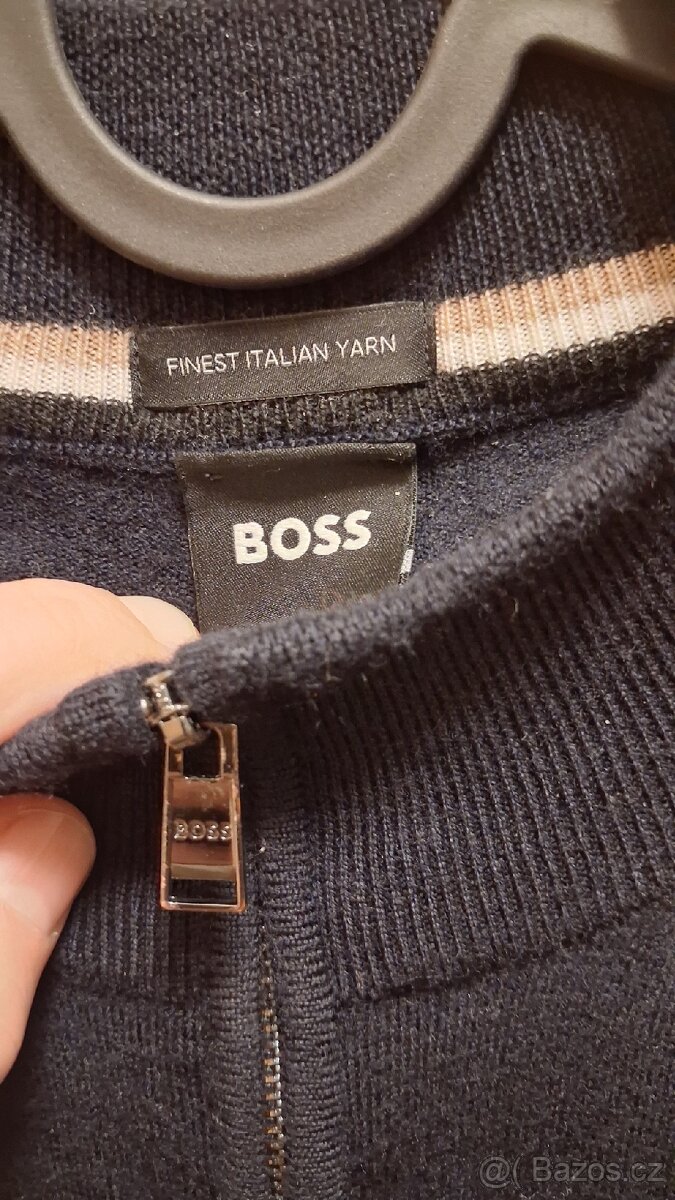 FINEST ITALIAN YARN
BOSS
BOSS
@( Bazos.cz